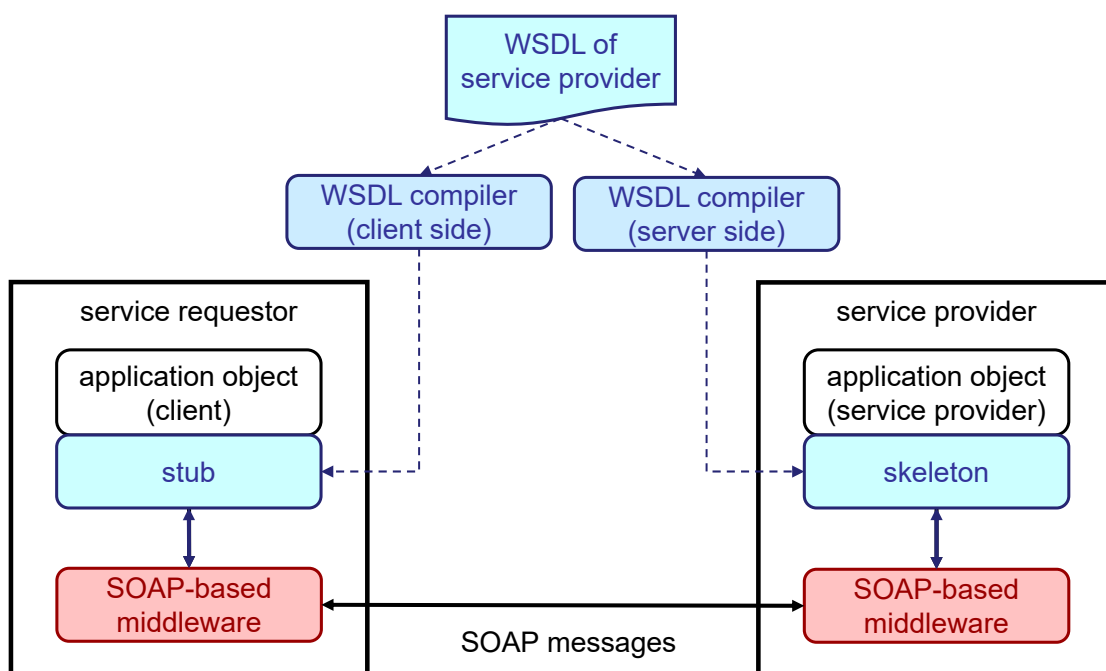 WSDL of
service provider
WSDL compiler
(client side)
WSDL compiler
(server side)
service requestor
application object
(client)
stub
SOAP-based
middleware
service provider
application object
(service provider)
skeleton
SOAP-based
middleware
SOAP messages